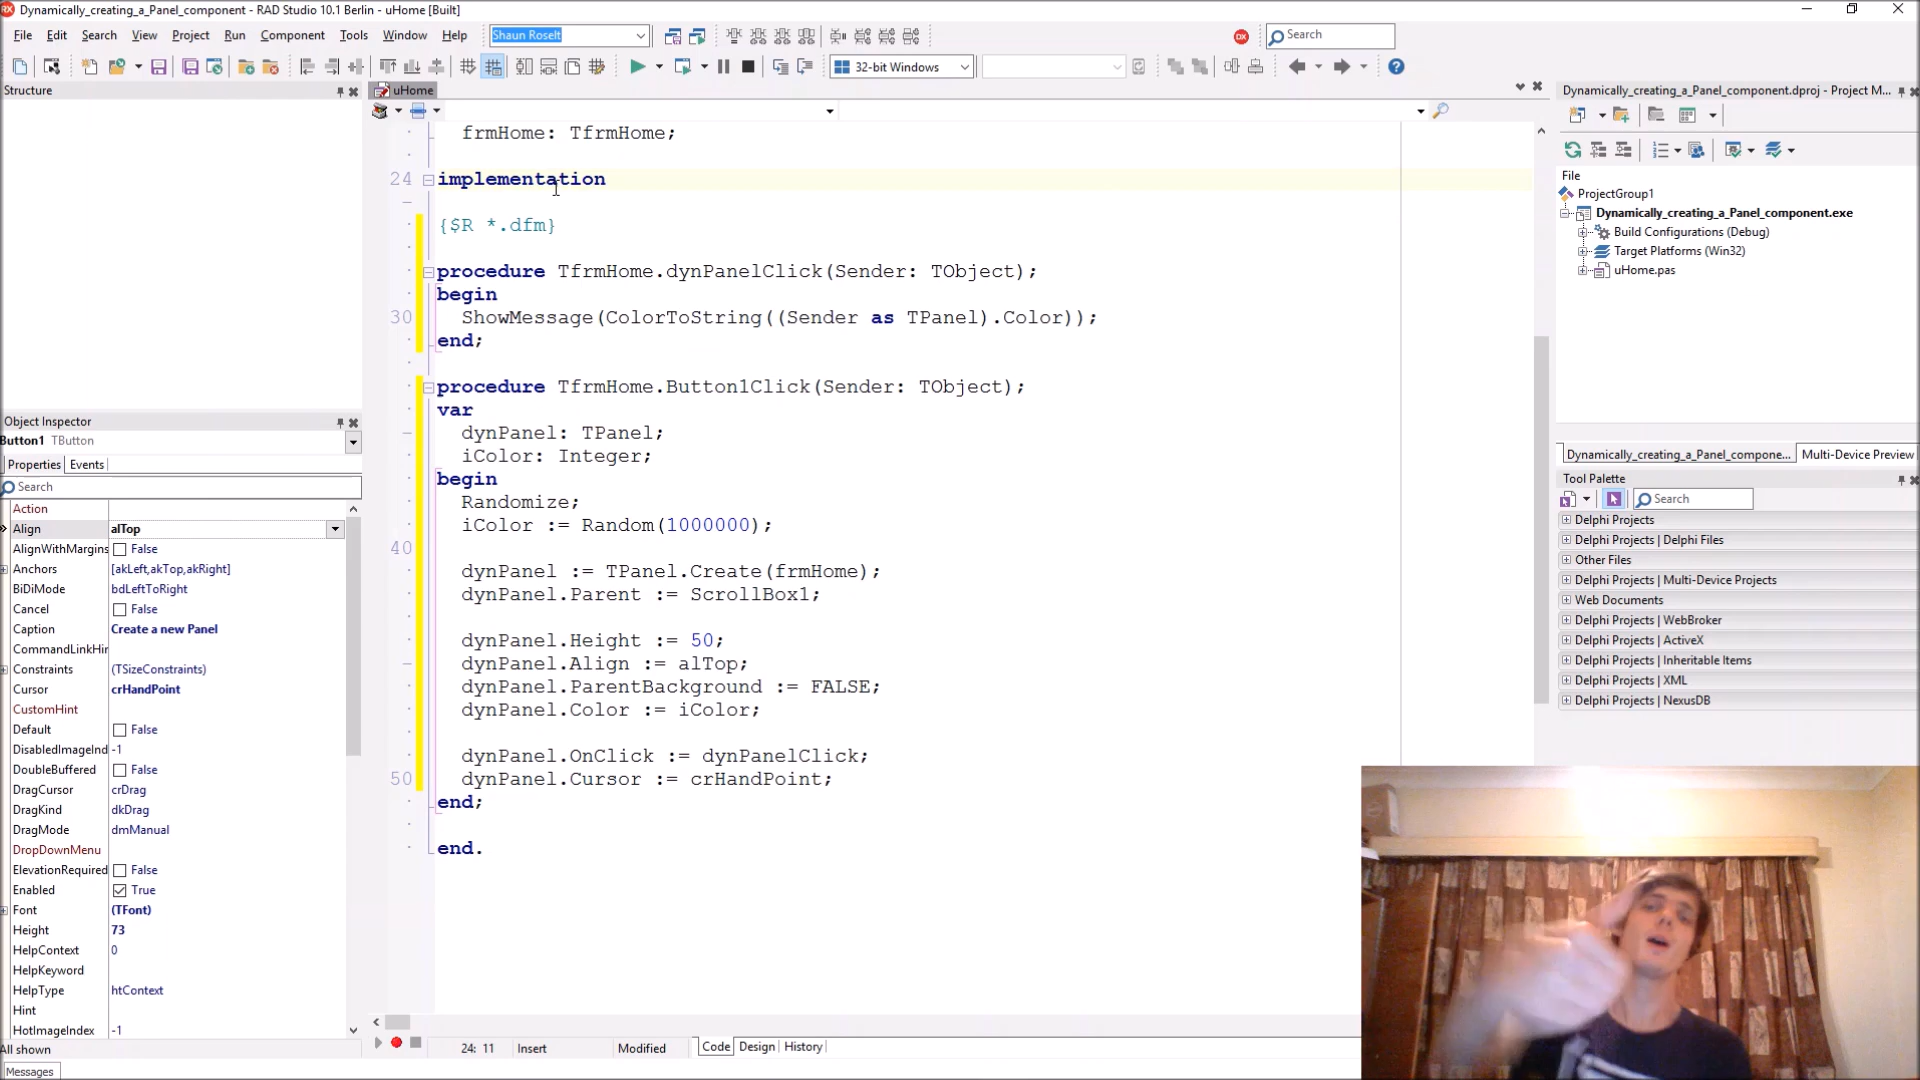 Dynamically_creating_a_Panel_component - RAD Studio 10.1 Berlin - uHome [Built]
File Edit Search View Project Run Component Tools Window Help Shaun Roselt Search
32-bit Windows
Structure
uHome
frmHome: TfrmHome;
24 implementation
{$R *.dfm}
procedure TfrmHome.dynPanelClick(Sender: TObject);
begin
30 ShowMessage(ColorToString((Sender as TPanel).Color));
end;
procedure TfrmHome.Button1Click(Sender: TObject);
var
dynPanel: TPanel;
iColor: Integer;
begin
Randomize;
iColor := Random(1000000);
40
dynPanel := TPanel.Create(frmHome);
dynPanel.Parent := ScrollBox1;
dynPanel.Height := 50;
dynPanel.Align := alTop;
dynPanel.ParentBackground := FALSE;
dynPanel.Color := iColor;
dynPanel.OnClick := dynPanelClick;
50 dynPanel.Cursor := crHandPoint;
end;
end.
24: 11 Insert Modified Code Design History
Object Inspector
Button1 TButton
Properties Events
Search
Action
Align alTop
AlignWithMargins False
Anchors [akLeft,akTop,akRight]
BiDiMode bdLeftToRight
Cancel False
Caption Create a new Panel
CommandLinkHin
Constraints (TSizeConstraints)
Cursor crHandPoint
CustomHint
Default False
DisabledImageInd -1
DoubleBuffered False
DragCursor crDrag
DragKind dkDrag
DragMode dmManual
DropDownMenu
ElevationRequired False
Enabled True
Font (TFont)
Height 73
HelpContext 0
HelpKeyword
HelpType htContext
Hint
HotImageIndex -1
All shown
Messages
Dynamically_creating_a_Panel_component.dproj - Project M...
File
ProjectGroup1
Dynamically_creating_a_Panel_component.exe
Build Configurations (Debug)
Target Platforms (Win32)
uHome.pas
Dynamically_creating_a_Panel_compone... Multi-Device Preview
Tool Palette
Search
Delphi Projects
Delphi Projects | Delphi Files
Other Files
Delphi Projects | Multi-Device Projects
Web Documents
Delphi Projects | WebBroker
Delphi Projects | ActiveX
Delphi Projects | Inheritable Items
Delphi Projects | XML
Delphi Projects | NexusDB